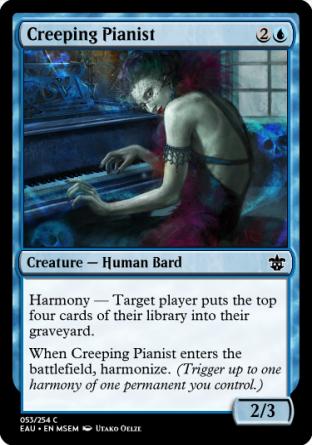 Creeping Pianist 2
Creature — Human Bard
Harmony — Target player puts the top
four cards of their library into their
graveyard.
When Creeping Pianist enters the
battlefield, harmonize. (Trigger up to one
harmony of one permanent you control.)
2/3
053/254 C
EAU • EN MSEM Utako Oelze